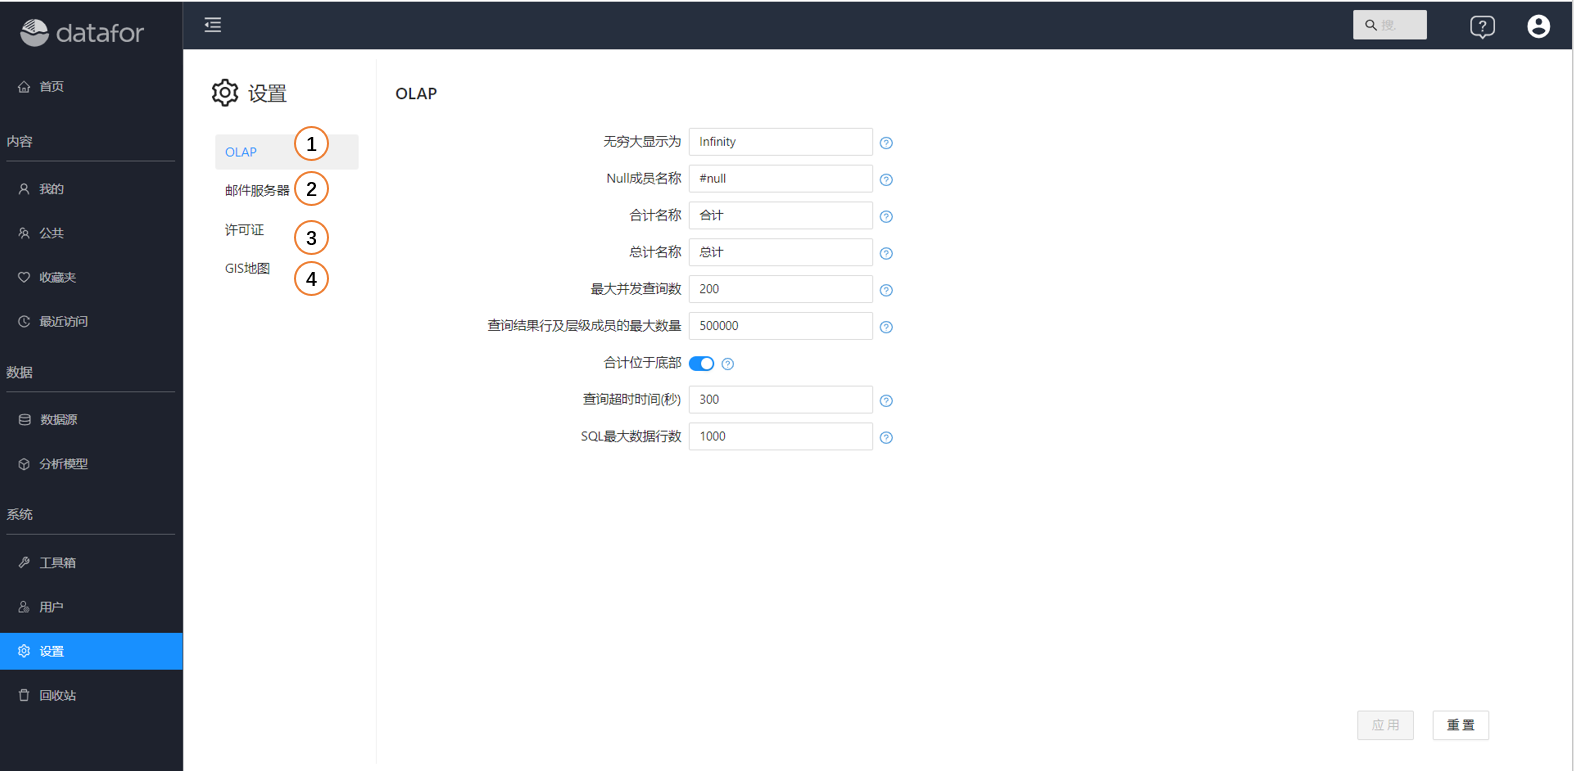 datafor
搜
首页
内容
我的
公共
收藏夹
最近访问
数据
数据源
分析模型
系统
工具箱
用户
设置
回收站
设置
OLAP 1
邮件服务器 2
许可证 3
GIS地图 4
OLAP
无穷大显示为 Infinity
Null成员名称 #null
合计名称 合计
总计名称 总计
最大并发查询数 200
查询结果行及层级成员的最大数量 500000
合计位于底部
查询超时时间(秒) 300
SQL最大数据行数 1000
应用 重置